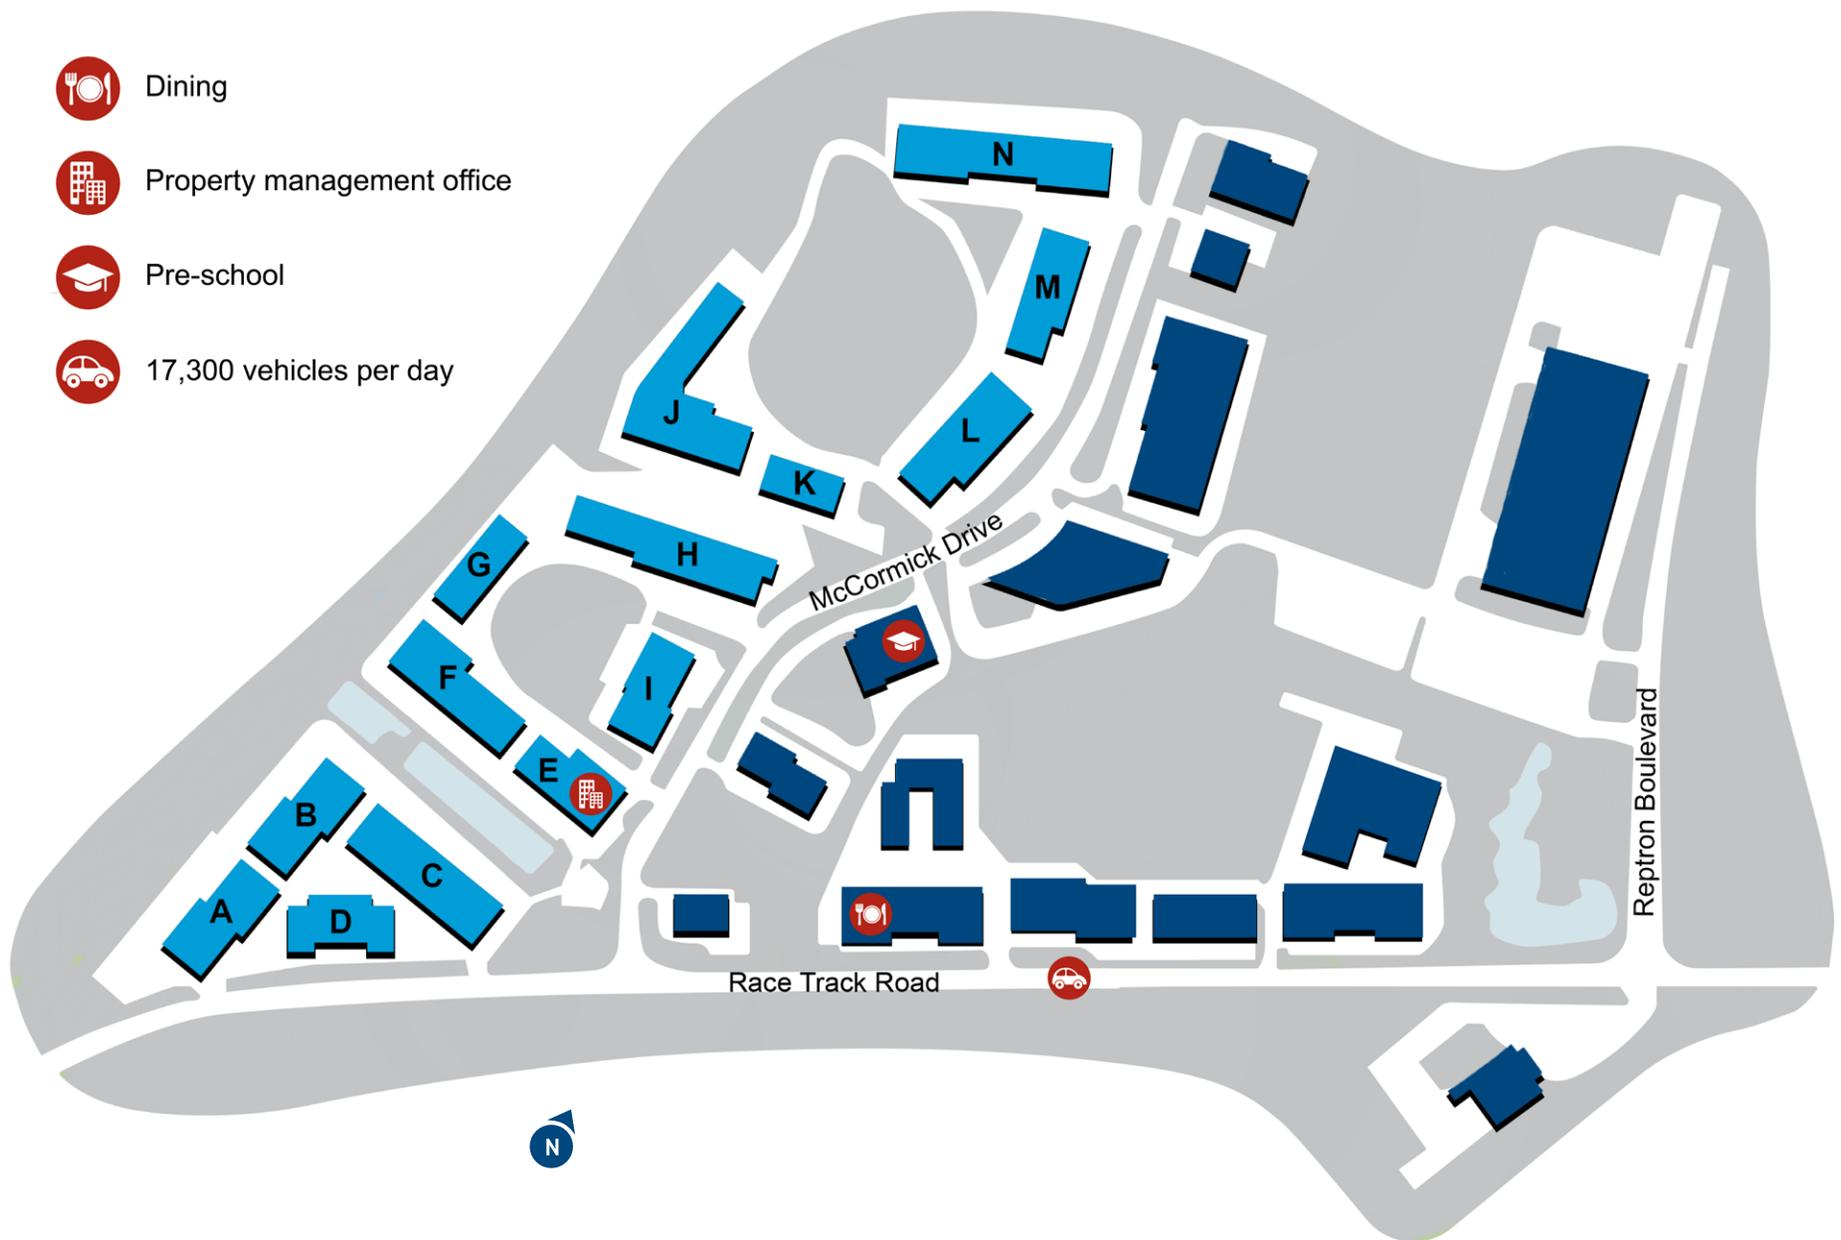 Dining
Property management office
Pre-school
17,300 vehicles per day
N
M
J
L
K
G
H
McCormick Drive
F
I
E
B
C
A
D
Reptron Boulevard
Race Track Road
N